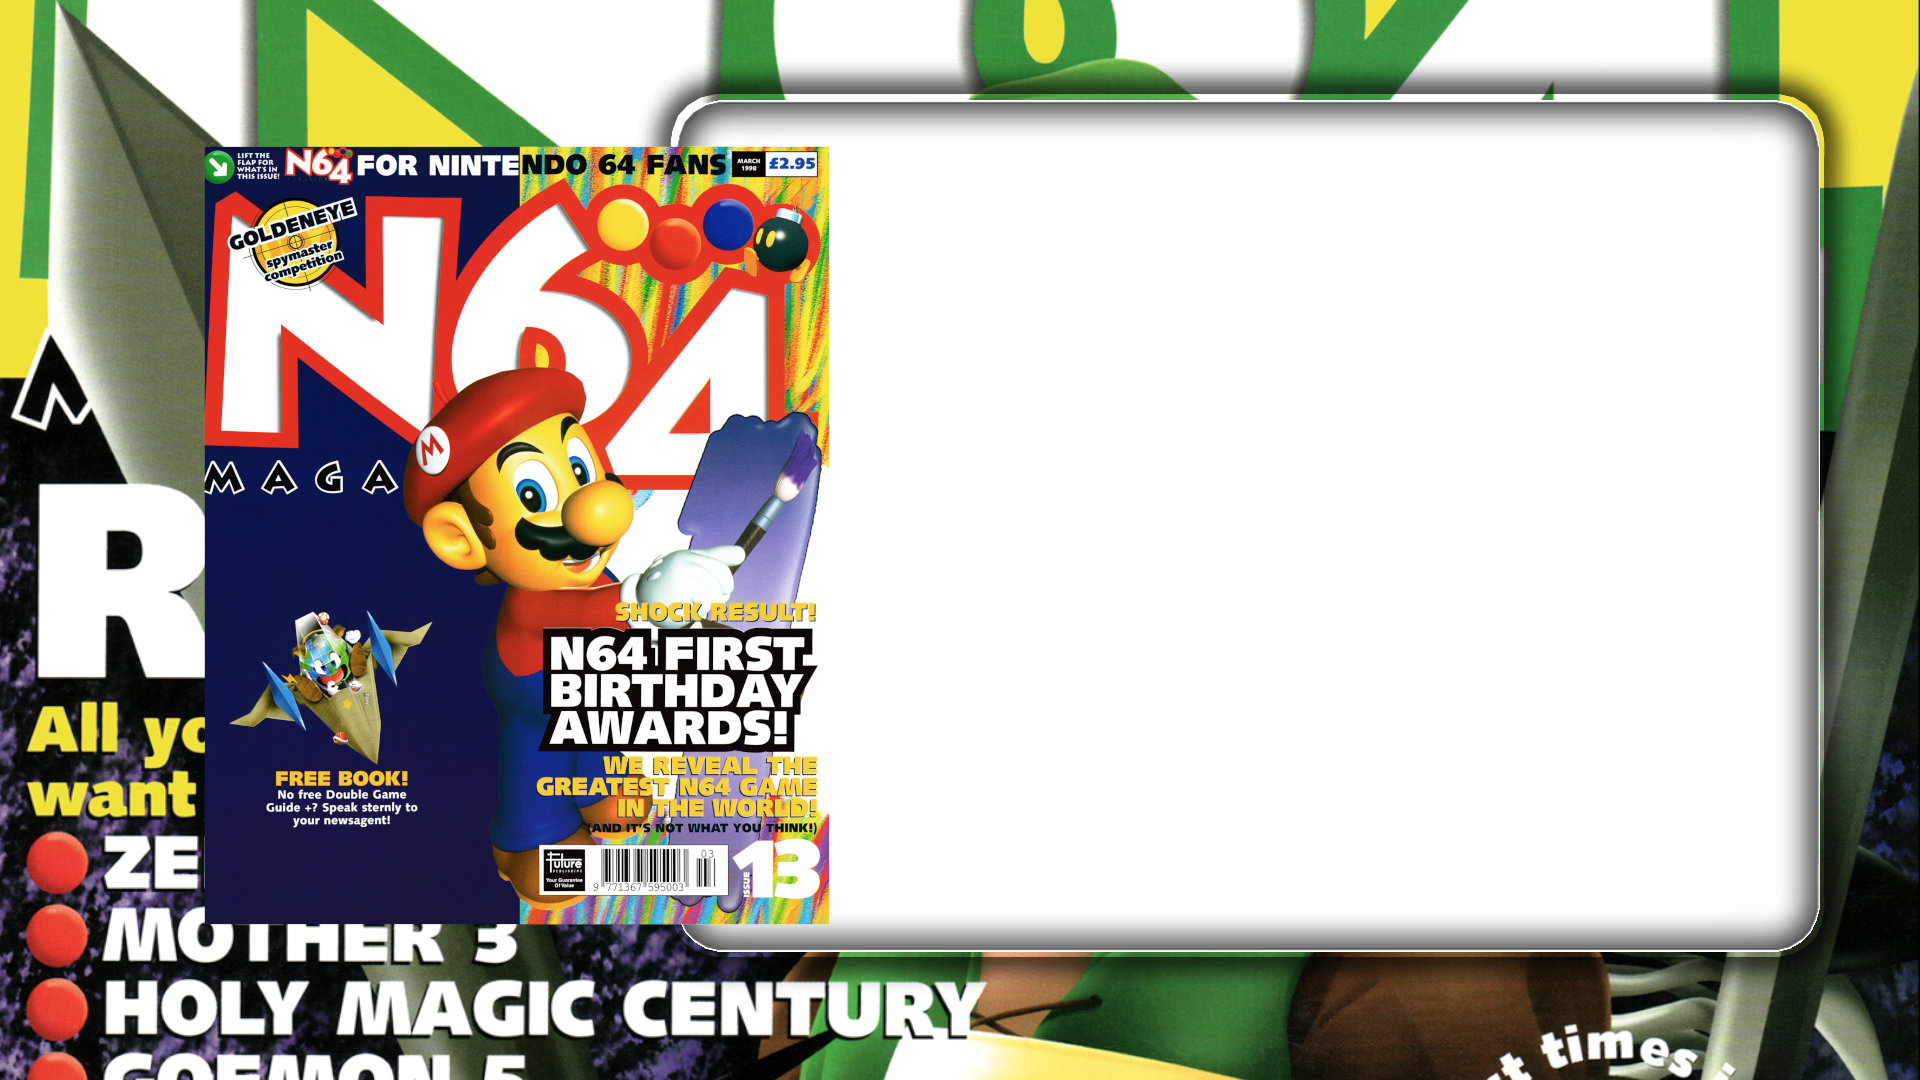 LIFT THE
FLAP FOR
WHAT'S IN
THIS ISSUE!
N64
FOR NINTENDO 64 FANS
MARCH
1998
£2.95
GOLDENEYE
spymaster
competition
N64
MAGA
M
SHOCK RESULT!
N64 FIRST
BIRTHDAY
AWARDS!
WE REVEAL THE
GREATEST N64 GAME
IN THE WORLD!
(AND IT'S NOT WHAT YOU THINK!)
FREE BOOK!
No free Double Game
Guide +? Speak sternly to
your newsagent!
Future
PUBLISHING
Your Guarantee
Of Value
9 771367 595003
03
ISSUE
13
R
All yo
want
ZE
MOTHER 3
HOLY MAGIC CENTURY
GOEMON 5
t times i